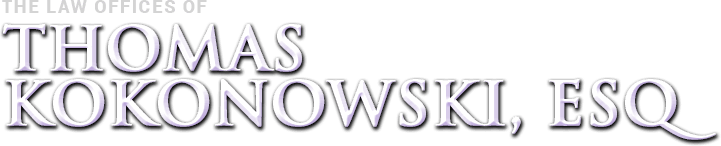 THE LAW OFFICES OF
THOMAS
KOKONOWSKI, ESQ